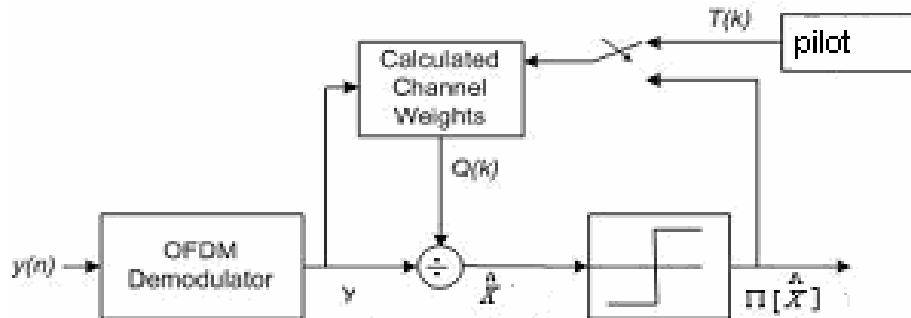 T(k)
pilot
Calculated
Channel
Weights
Q(k)
y(n)
OFDM
Demodulator
Y
÷
X̂
Π[X̂]